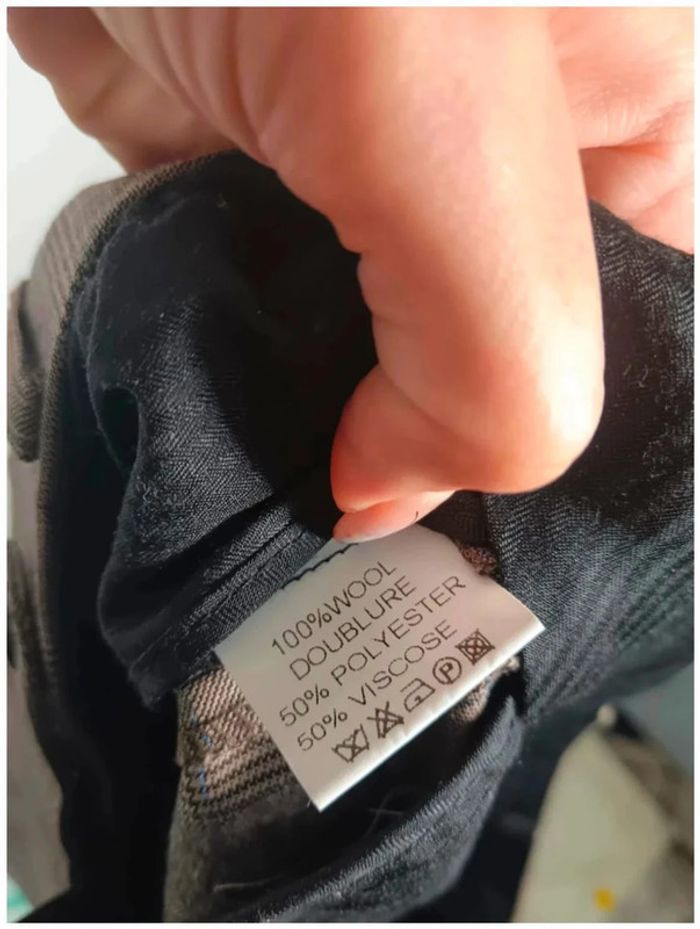 100%WOOL
DOUBLURE
50% POLYESTER
50% VISCOSE
P